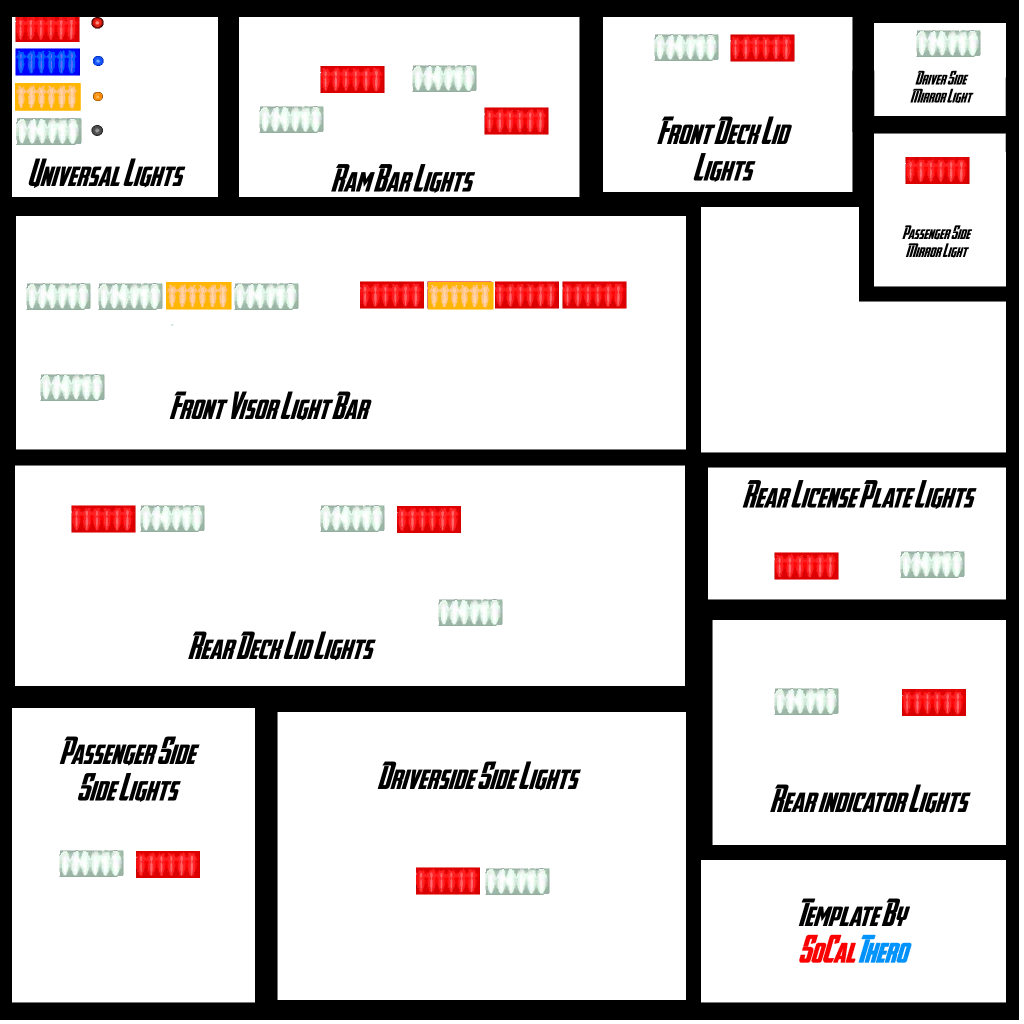 Universal Lights
Ram Bar Lights
Front Deck Lid
Lights
Driver Side
Mirror Light
Passenger Side
Mirror Light
Front Visor Light Bar
Rear Deck Lid Lights
Rear License Plate Lights
Rear indicator Lights
Passenger Side
Side Lights
Driverside Side Lights
Template By
SoCal Thero